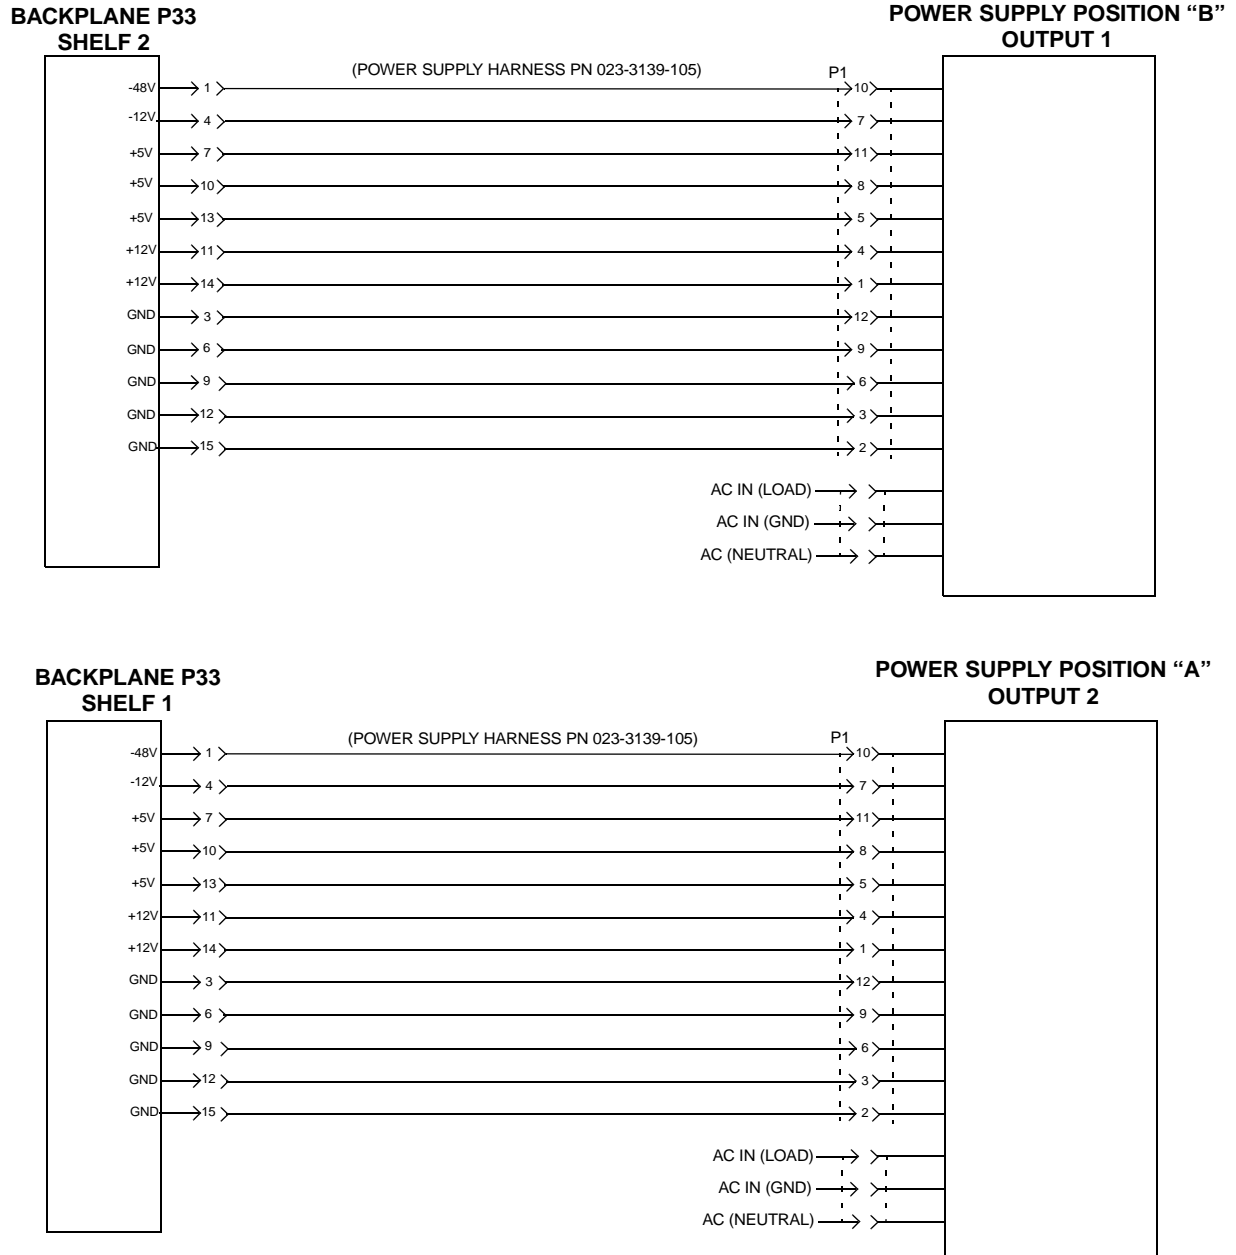 BACKPLANE P33
SHELF 2
POWER SUPPLY POSITION “B”
OUTPUT 1
(POWER SUPPLY HARNESS PN 023-3139-105)
P1
-48V 1 10
-12V 4 7
+5V 7 11
+5V 10 8
+5V 13 5
+12V 11 4
+12V 14 1
GND 3 12
GND 6 9
GND 9 6
GND 12 3
GND 15 2
AC IN (LOAD)
AC IN (GND)
AC (NEUTRAL)
BACKPLANE P33
SHELF 1
POWER SUPPLY POSITION “A”
OUTPUT 2
(POWER SUPPLY HARNESS PN 023-3139-105)
P1
-48V 1 10
-12V 4 7
+5V 7 11
+5V 10 8
+5V 13 5
+12V 11 4
+12V 14 1
GND 3 12
GND 6 9
GND 9 6
GND 12 3
GND 15 2
AC IN (LOAD)
AC IN (GND)
AC (NEUTRAL)